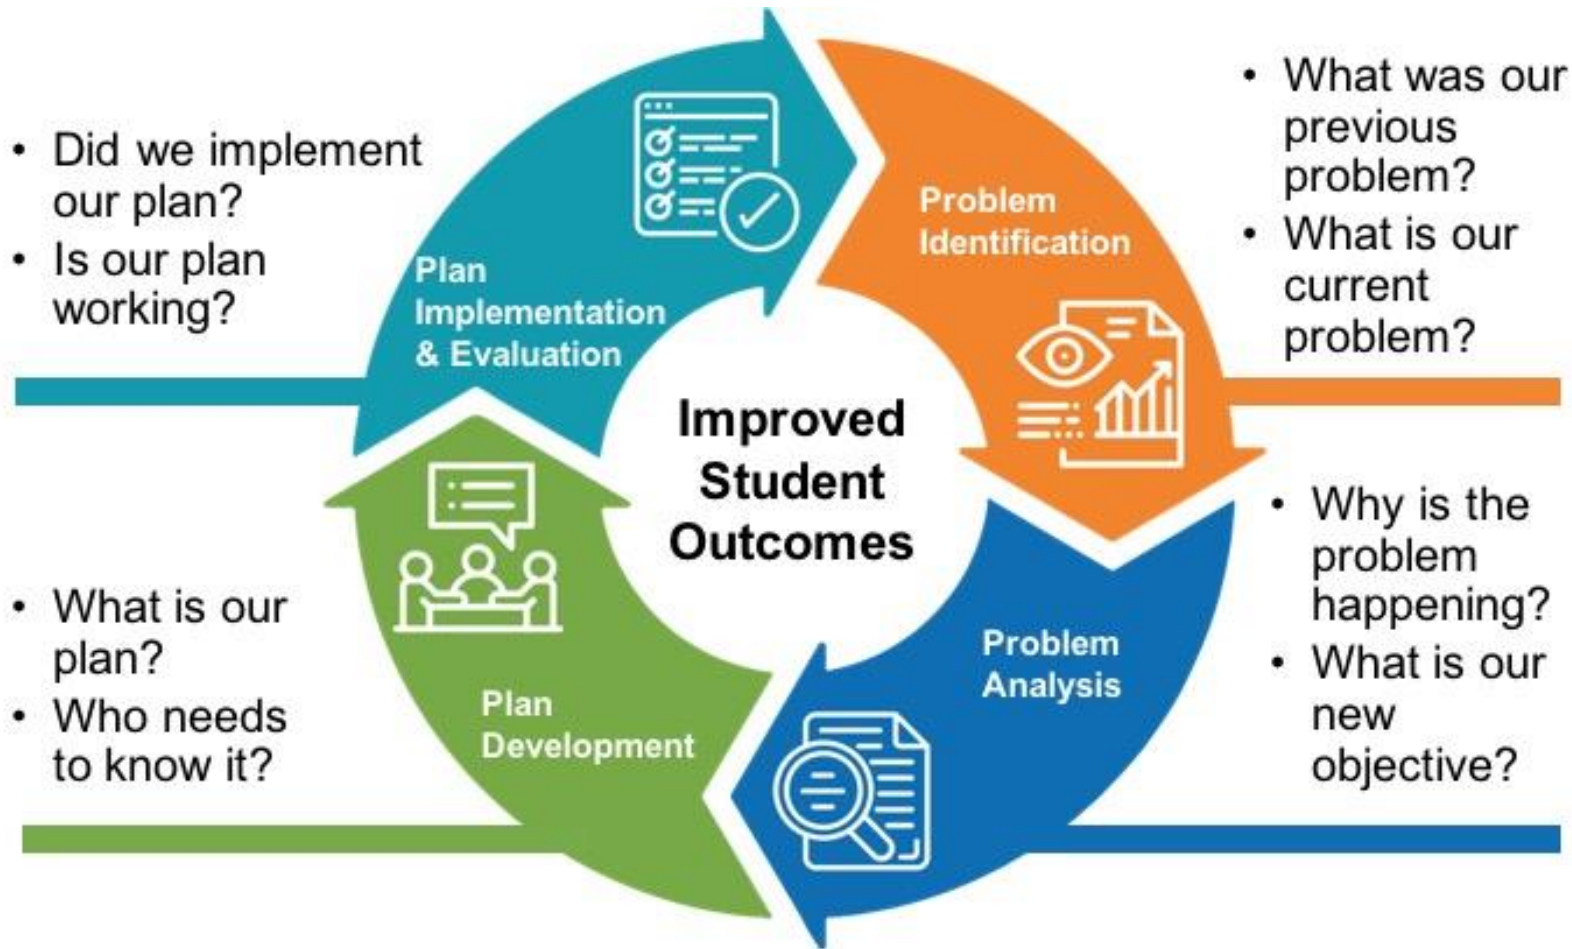 • Did we implement
our plan?
• Is our plan
working?
Plan
Implementation
& Evaluation
• What was our
previous
problem?
• What is our
current
problem?
Problem
Identification
Improved
Student
Outcomes
• Why is the
problem
happening?
• What is our
new
objective?
Problem
Analysis
• What is our
plan?
• Who needs
to know it?
Plan
Development